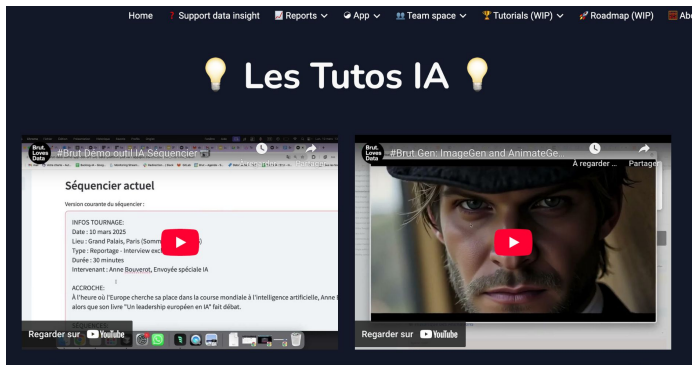 Home
? Support data insight
Reports
App
Team space
Tutorials (WIP)
Roadmap (WIP)
Les Tutos IA
Brut. Loves Data
#Brut Démo outil IA Séquencier
Séquencier actuel
Version courante du séquencier :
INFOS TOURNAGE:
Date : 10 mars 2025
Lieu : Grand Palais, Paris
Type : Reportage - Interview
Durée : 30 minutes
Intervenant : Anne Bouverot, Envoyée spéciale IA
ACCROCHE:
À l'heure où l'Europe cherche sa place dans la course mondiale à l'intelligence artificielle, Anne
alors que son livre "Un leadership européen en IA" fait débat.
Regarder sur YouTube
Brut. Loves Data
#Brut Gen: ImageGen and AnimateGe...
À regarder ...
Partager
Regarder sur YouTube